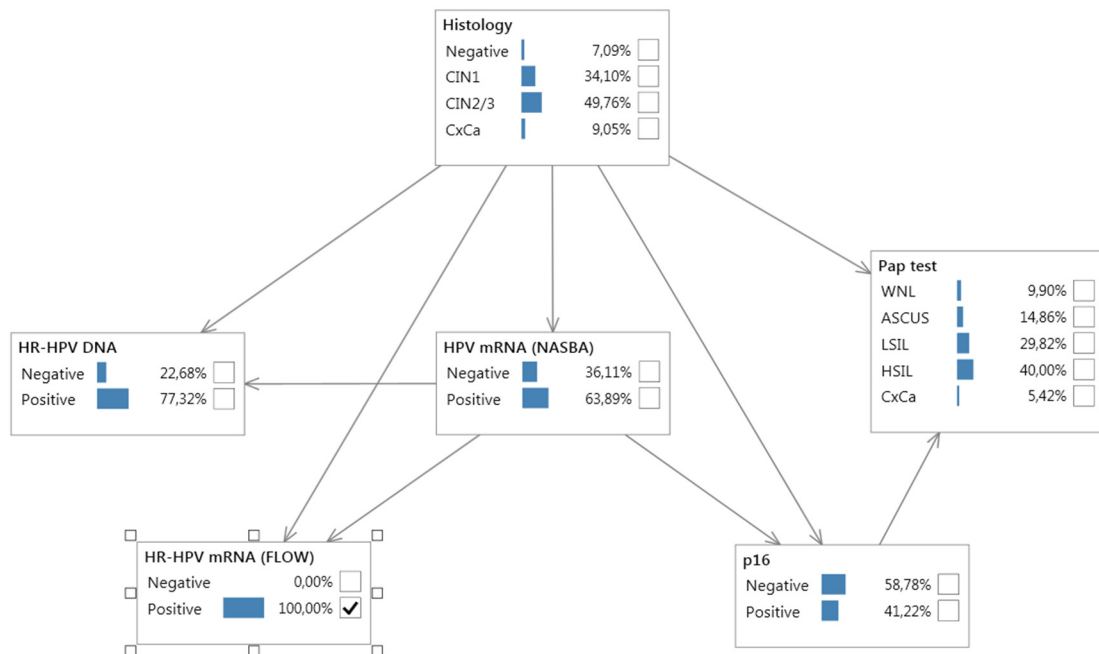 Histology
Negative 7,09%
CIN1 34,10%
CIN2/3 49,76%
CxCa 9,05%
Pap test
WNL 9,90%
ASCUS 14,86%
LSIL 29,82%
HSIL 40,00%
CxCa 5,42%
HR-HPV DNA
Negative 22,68%
Positive 77,32%
HPV mRNA (NASBA)
Negative 36,11%
Positive 63,89%
HR-HPV mRNA (FLOW)
Negative 0,00%
Positive 100,00%
p16
Negative 58,78%
Positive 41,22%